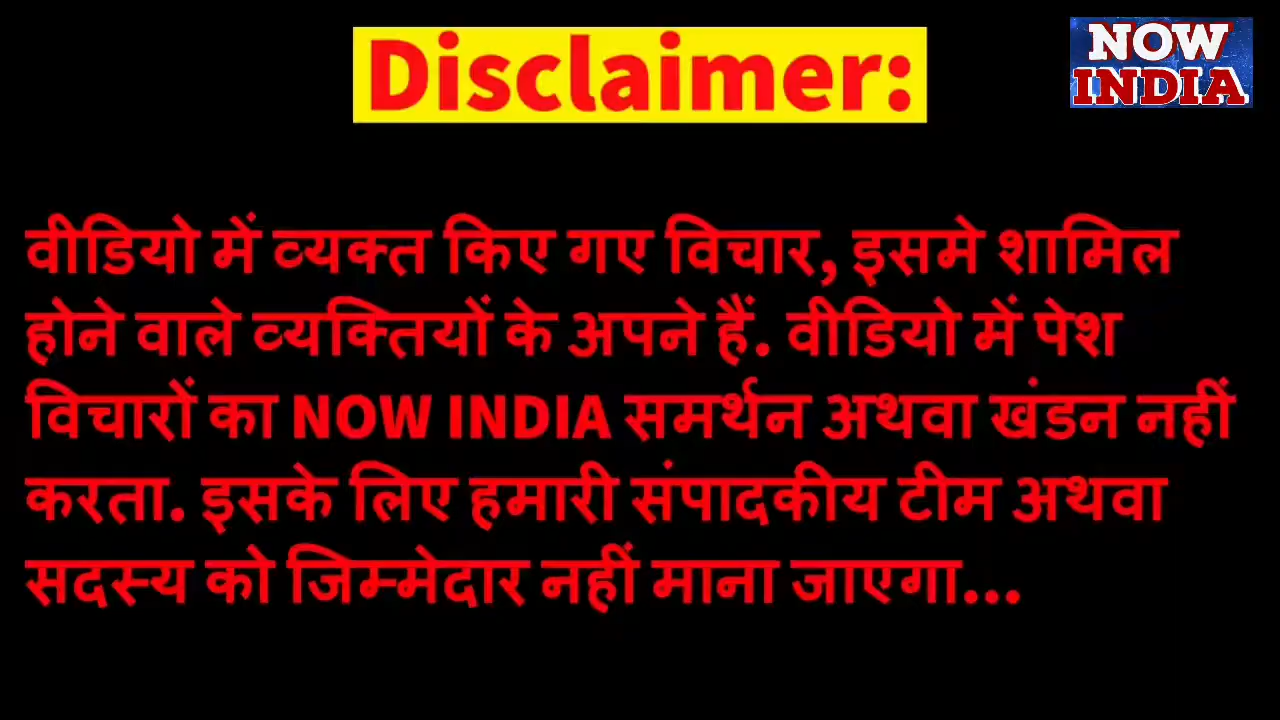 Disclaimer:
NOW
INDIA
वीडियो में व्यक्त किए गए विचार, इसमे शामिल
होने वाले व्यक्तियों के अपने हैं. वीडियो में पेश
विचारों का NOW INDIA समर्थन अथवा खंडन नहीं
करता. इसके लिए हमारी संपादकीय टीम अथवा
सदस्य को जिम्मेदार नहीं माना जाएगा...